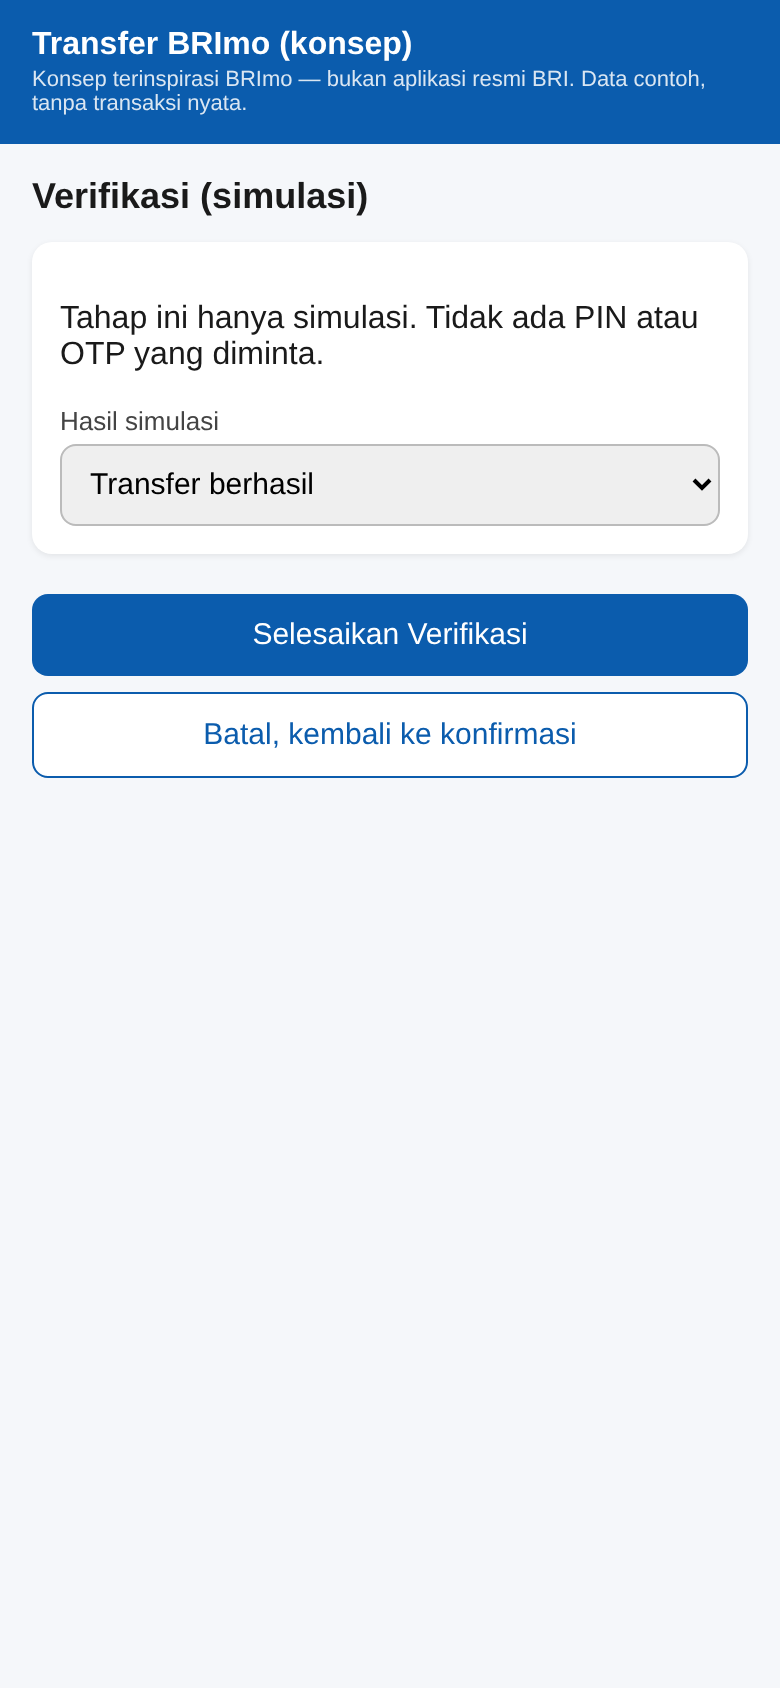 Transfer BRImo (konsep)
Konsep terinspirasi BRImo — bukan aplikasi resmi BRI. Data contoh,
tanpa transaksi nyata.
Verifikasi (simulasi)
Tahap ini hanya simulasi. Tidak ada PIN atau
OTP yang diminta.
Hasil simulasi
Transfer berhasil
Selesaikan Verifikasi
Batal, kembali ke konfirmasi